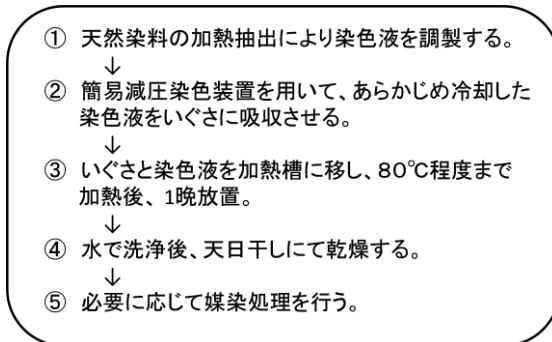 ① 天然染料の加熱抽出により染色液を調製する。
↓
② 簡易減圧染色装置を用いて、あらかじめ冷却した
染色液をいぐさに吸収させる。
↓
③ いぐさと染色液を加熱槽に移し、80℃程度まで
加熱後、1晩放置。
↓
④ 水で洗浄後、天日干しにて乾燥する。
↓
⑤ 必要に応じて媒染処理を行う。